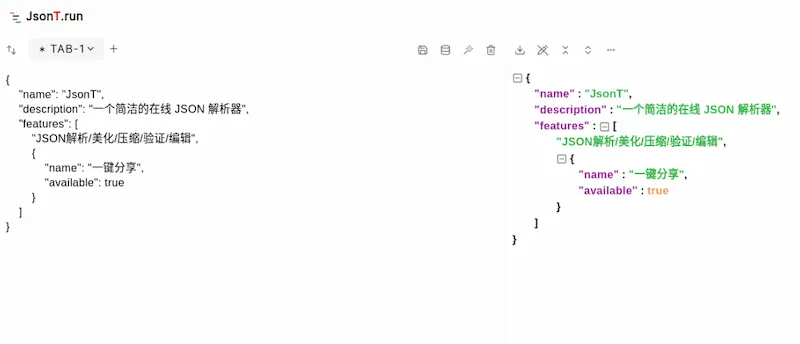 JsonT.run
TAB-1
{
"name": "JsonT",
"description": "一个简洁的在线 JSON 解析器",
"features": [
"JSON解析/美化/压缩/验证/编辑",
{
"name": "一键分享",
"available": true
}
]
}
{
"name" : "JsonT",
"description" : "一个简洁的在线 JSON 解析器",
"features" : [
"JSON解析/美化/压缩/验证/编辑",
{
"name" : "一键分享",
"available" : true
}
]
}